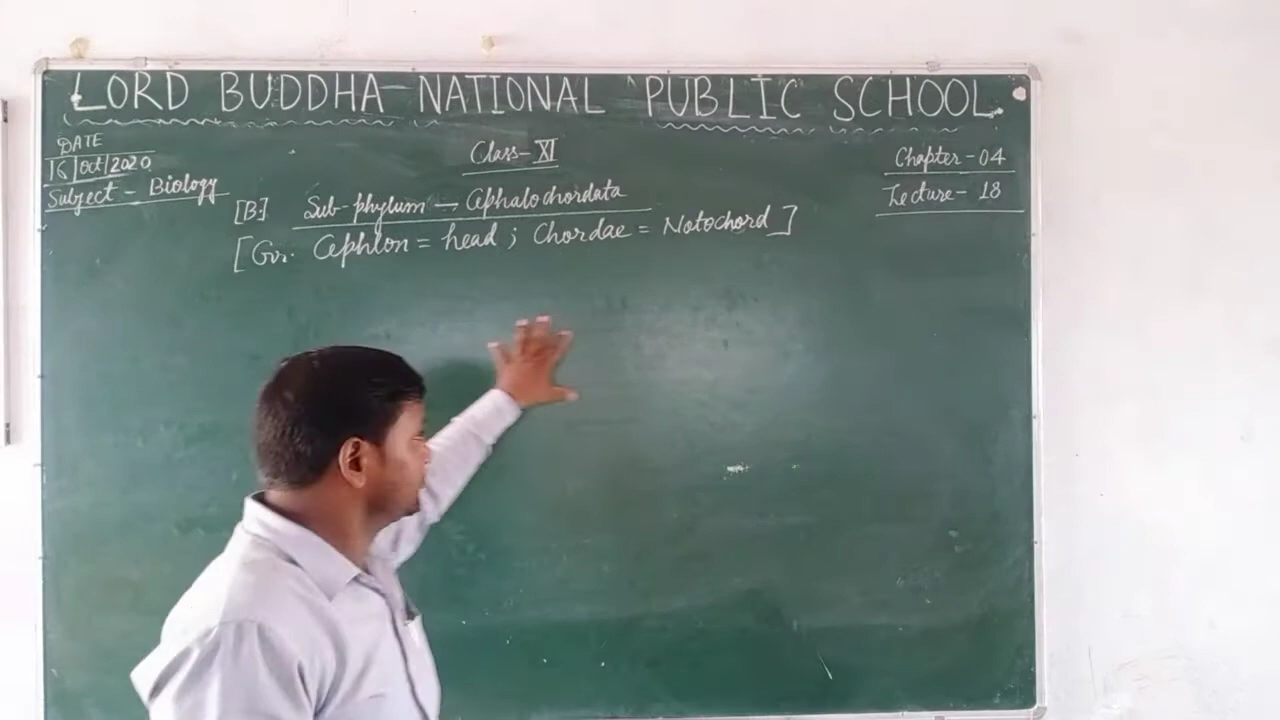 LORD BUDDHA NATIONAL PUBLIC SCHOOL
DATE
16/Oct/2020
Subject - Biology
Class- XI
Chapter - 04
Lecture - 18
[B.] Sub-phylum → Cephalochordata
[Gr. Cephlon = head ; Chordae = Notochord]